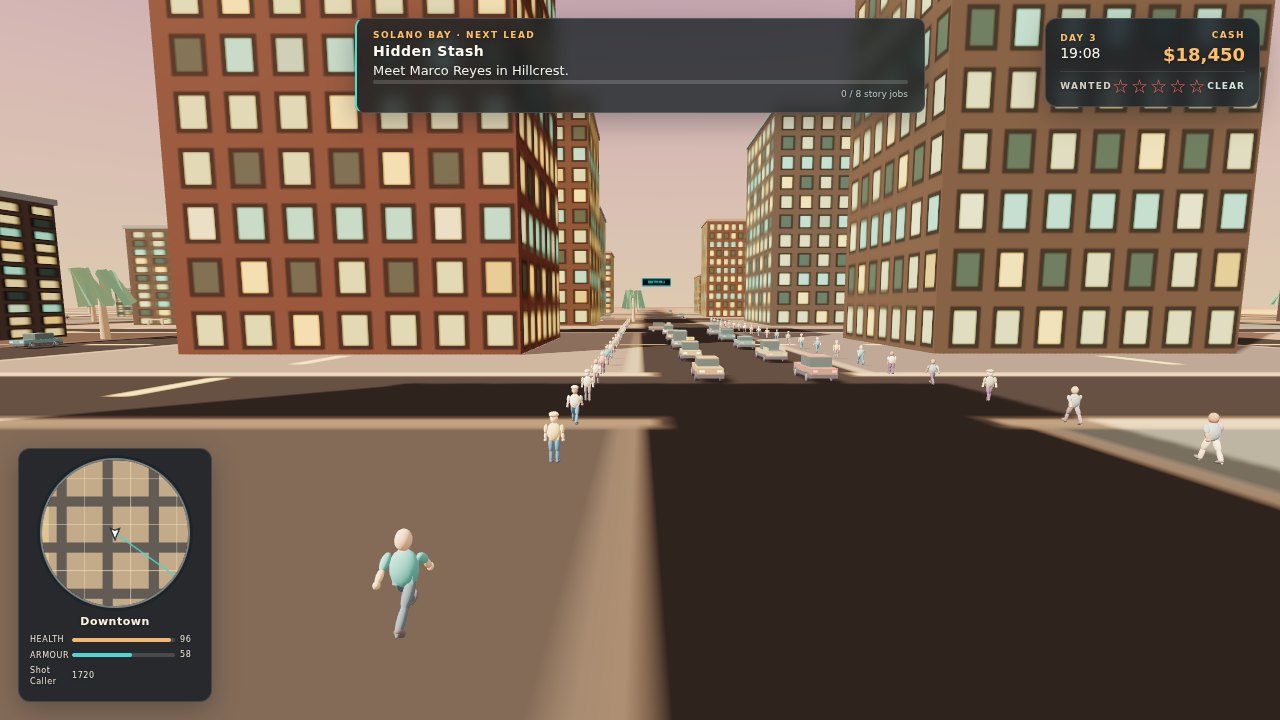 SOLANO BAY · NEXT LEAD
Hidden Stash
Meet Marco Reyes in Hillcrest.
0 / 8 story jobs
DAY 3
CASH
19:08
$18,450
WANTED ☆☆☆☆☆ CLEAR
Downtown
HEALTH 96
ARMOUR 58
Shot Caller 1720